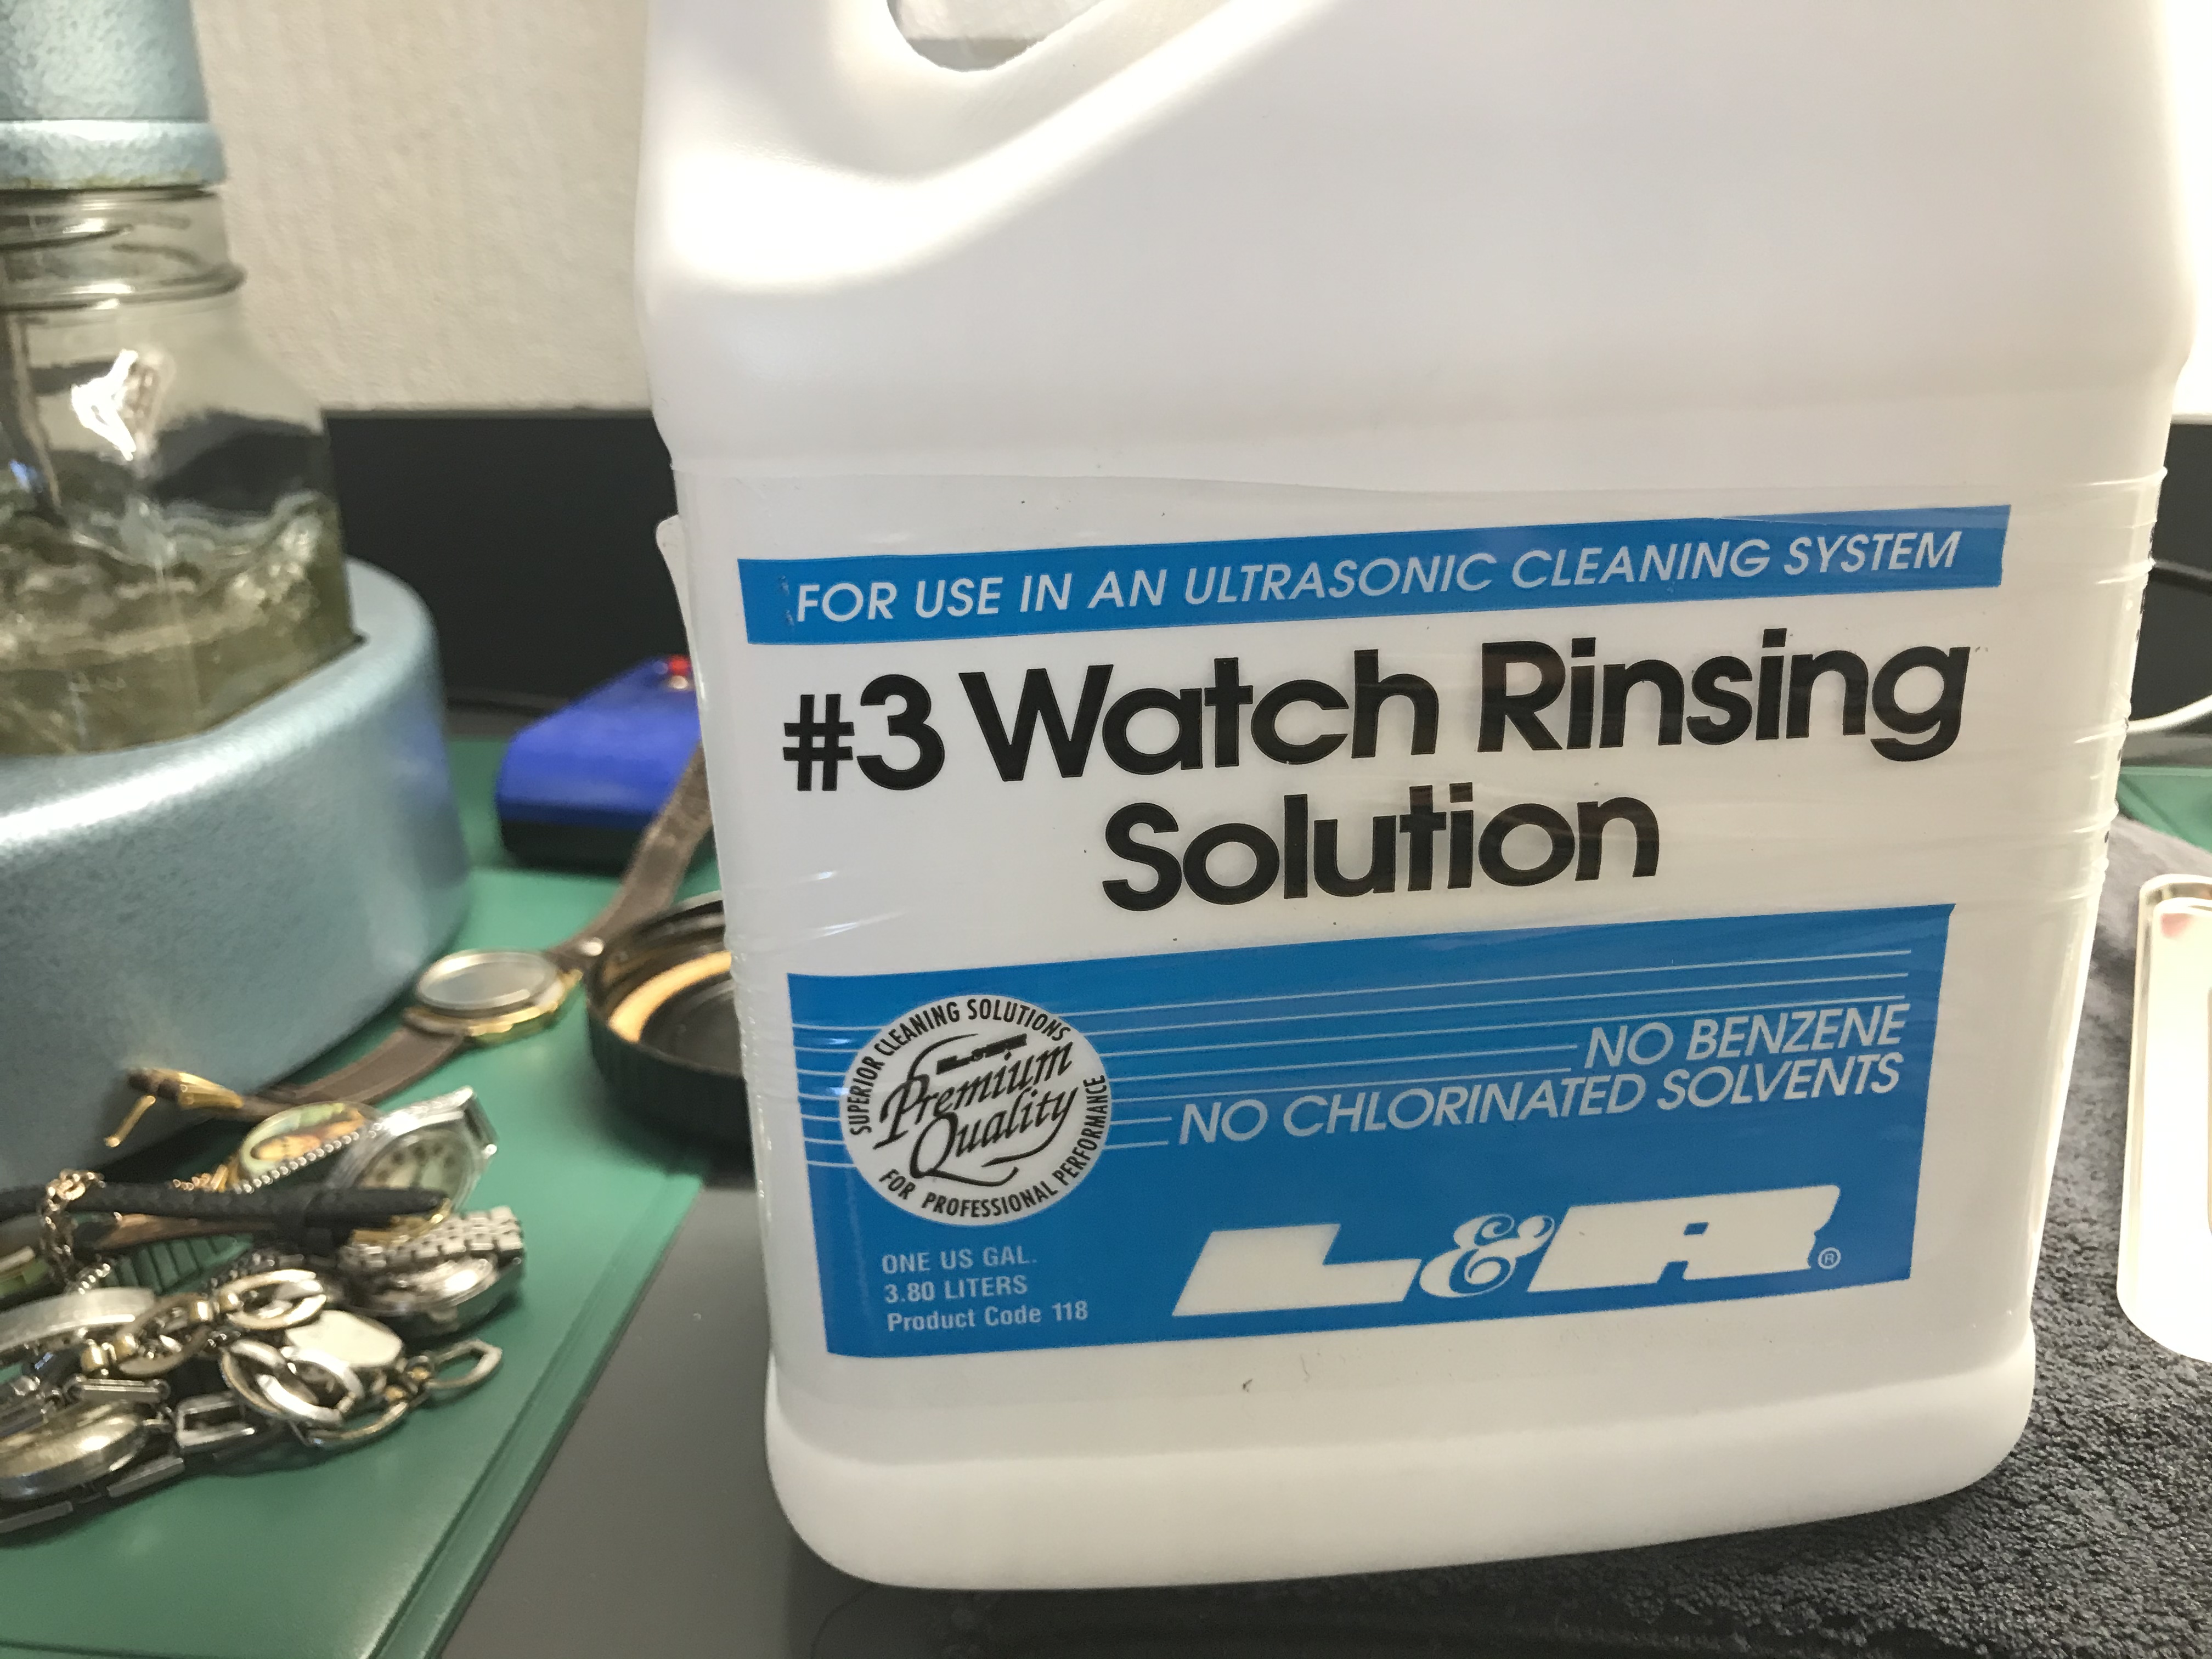 FOR USE IN AN ULTRASONIC CLEANING SYSTEM
#3 Watch Rinsing
Solution
NO BENZENE
NO CHLORINATED SOLVENTS
SUPERIOR CLEANING SOLUTIONS
L&R
Premium
Quality
FOR PROFESSIONAL PERFORMANCE
ONE US GAL.
3.80 LITERS
Product Code 118
L&R®